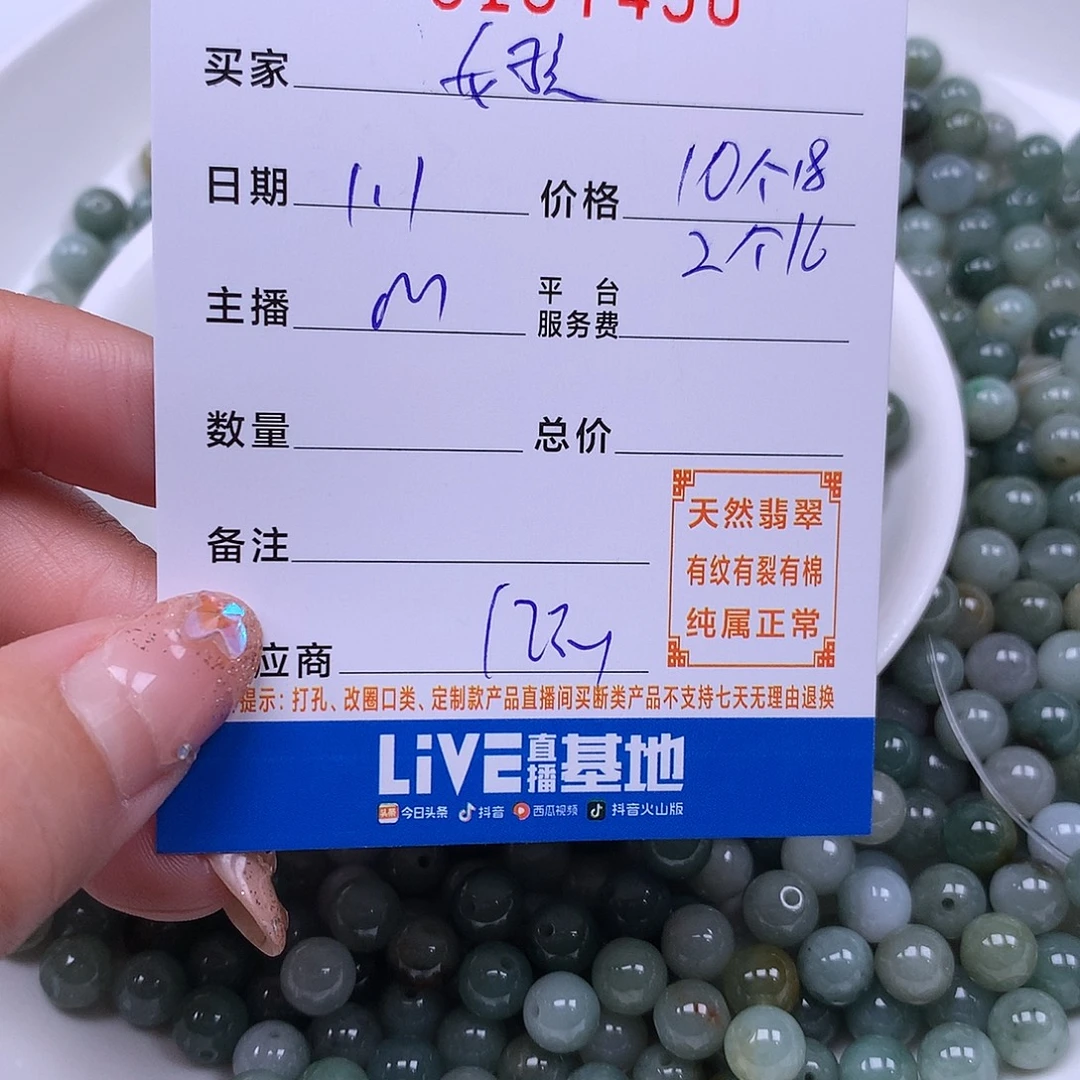 买家 女孩
日期 1.1 价格 10个18
2个16
主播 M 平台服务费
数量 总价
备注
天然翡翠
有纹有裂有棉
纯属正常
应商
提示：打孔、改圈口类、定制款产品直播间买断类产品不支持七天无理由退换
LiVE直播基地
头条 今日头条 抖音 西瓜视频 抖音火山版